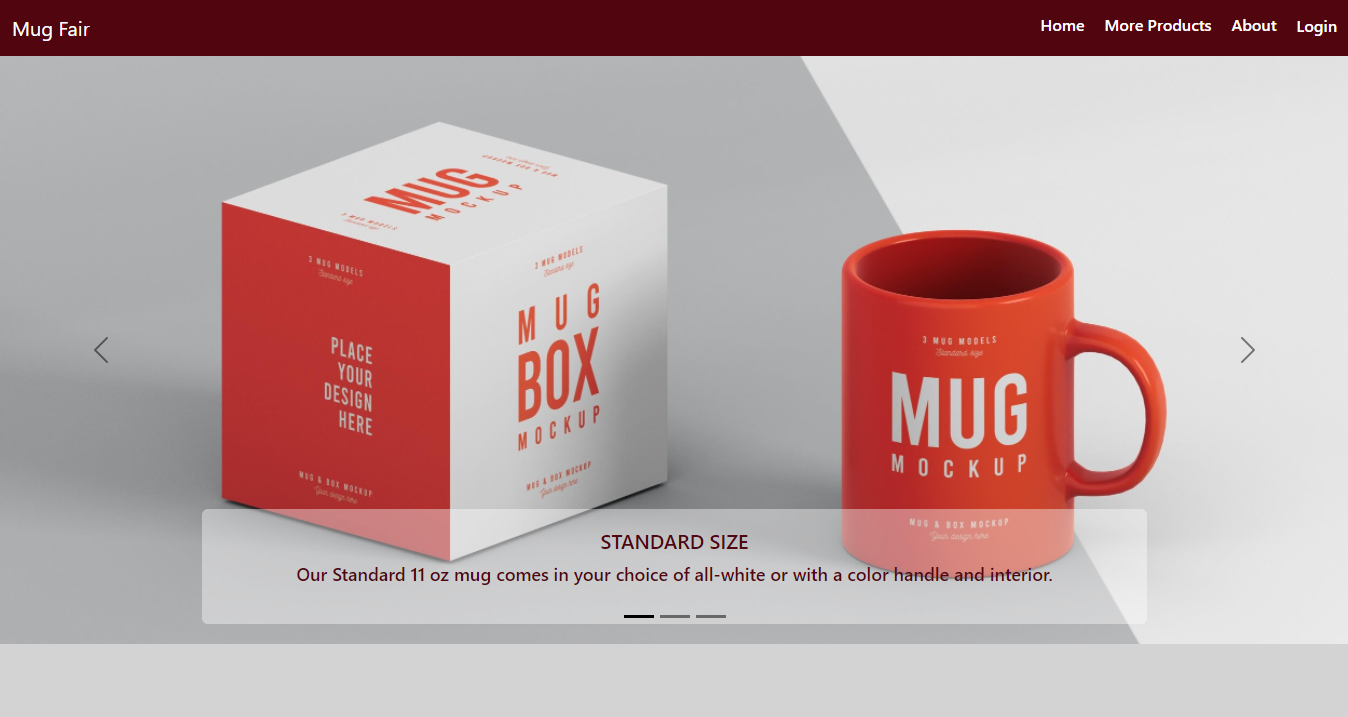 Mug Fair
Home More Products About Login
MUG
MOCKUP
3 MUG MODELS
3 MUG MODELS
Standard size
3 MUG MODELS
Standard size
PLACE
YOUR
DESIGN
HERE
MUG & BOX MOCKUP
Your design here
MUG
BOX
MOCKUP
MUG & BOX MOCKUP
Your design here
3 MUG MODELS
Standard size
MUG
MOCKUP
MUG & BOX MOCKUP
Your design here
STANDARD SIZE
Our Standard 11 oz mug comes in your choice of all-white or with a color handle and interior.